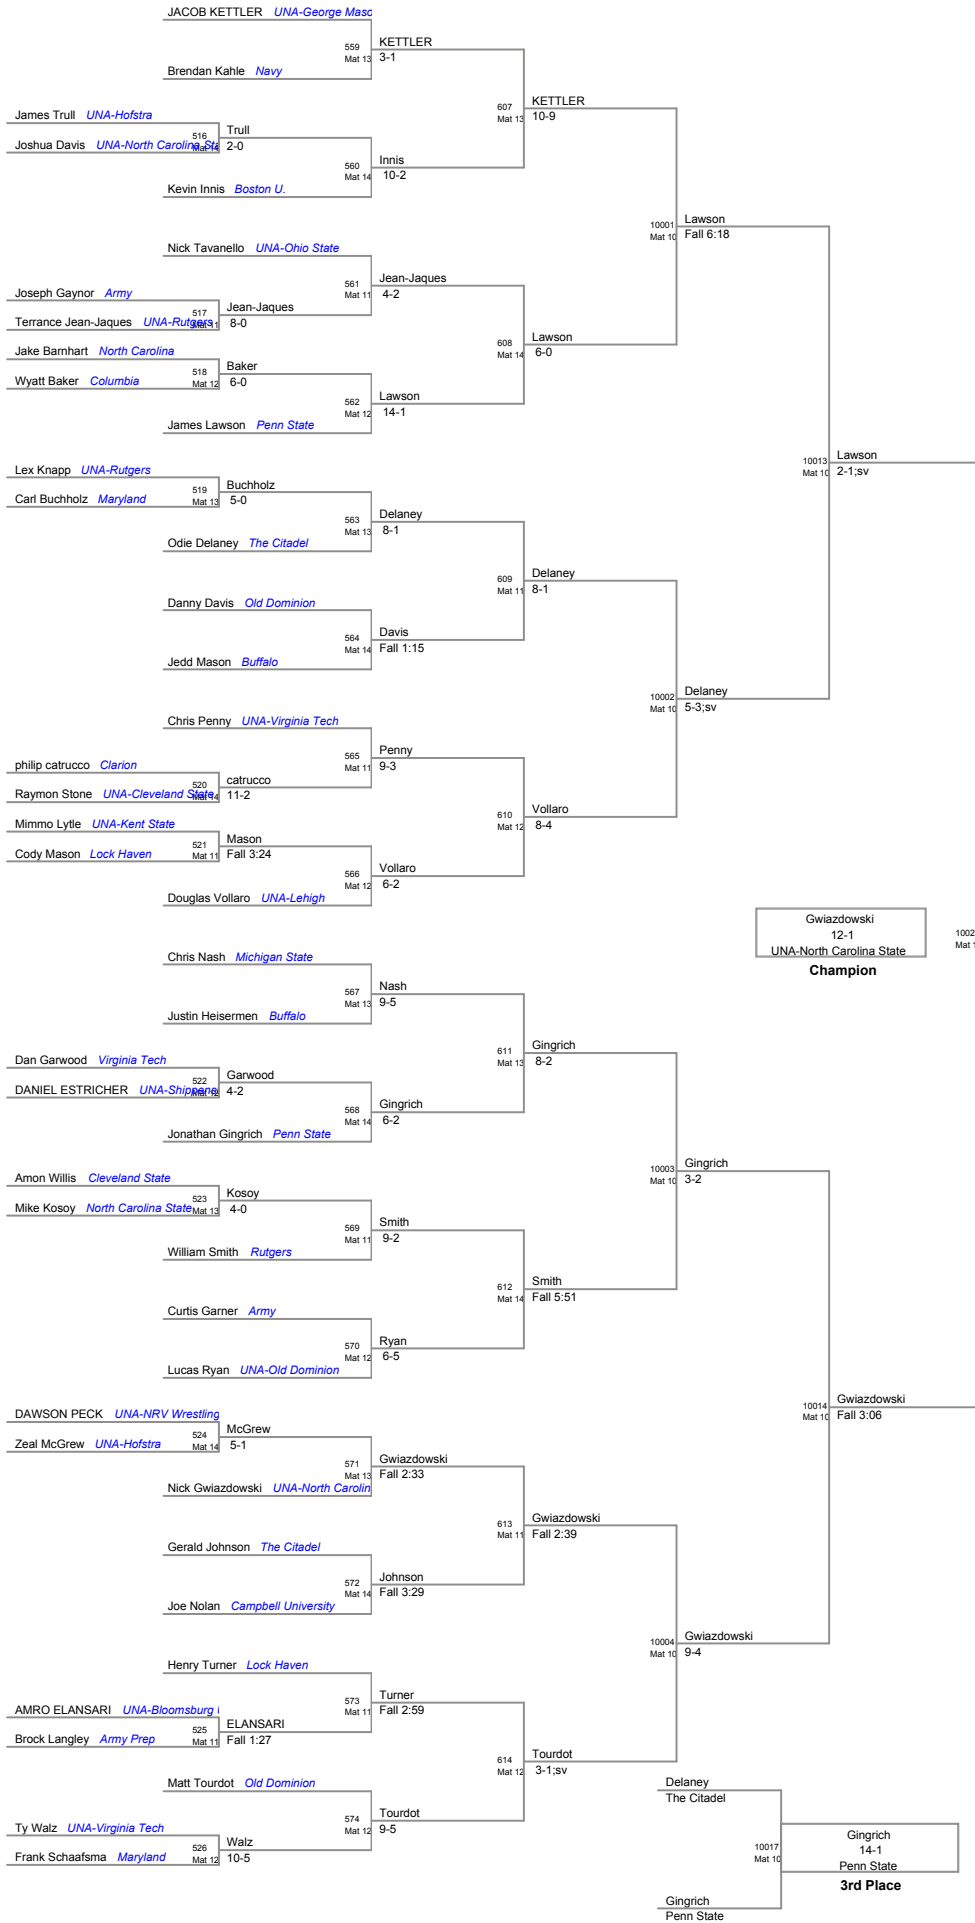 JACOB KETTLER UNA-George Masc
559 KETTLER
Mat 13 3-1
Brendan Kahle Navy
607 KETTLER
Mat 13 10-9
James Trull UNA-Hofstra
516 Trull
Mat 14 2-0
Joshua Davis UNA-North Carolina Sta
560 Innis
Mat 14 10-2
Kevin Innis Boston U.
10001 Lawson
Mat 10 Fall 6:18
Nick Tavanello UNA-Ohio State
561 Jean-Jaques
Mat 11 4-2
Joseph Gaynor Army
517 Jean-Jaques
Mat 11 8-0
Terrance Jean-Jaques UNA-Rutgers
608 Lawson
Mat 14 6-0
Jake Barnhart North Carolina
518 Baker
Mat 12 6-0
Wyatt Baker Columbia
562 Lawson
Mat 12 14-1
James Lawson Penn State
10013 Lawson
Mat 10 2-1;sv
Lex Knapp UNA-Rutgers
519 Buchholz
Mat 13 5-0
Carl Buchholz Maryland
563 Delaney
Mat 13 8-1
Odie Delaney The Citadel
609 Delaney
Mat 11 8-1
Danny Davis Old Dominion
564 Davis
Mat 14 Fall 1:15
Jedd Mason Buffalo
10002 Delaney
Mat 10 5-3;sv
Chris Penny UNA-Virginia Tech
565 Penny
Mat 11 9-3
philip catrucco Clarion
520 catrucco
Mat 14 11-2
Raymon Stone UNA-Cleveland State
610 Vollaro
Mat 12 8-4
Mimmo Lytle UNA-Kent State
521 Mason
Mat 11 Fall 3:24
Cody Mason Lock Haven
566 Vollaro
Mat 12 6-2
Douglas Vollaro UNA-Lehigh
Gwiazdowski
12-1
UNA-North Carolina State
Champion
1002
Mat 1
Chris Nash Michigan State
567 Nash
Mat 13 9-5
Justin Heisermen Buffalo
611 Gingrich
Mat 13 8-2
Dan Garwood Virginia Tech
522 Garwood
Mat 12 4-2
DANIEL ESTRICHER UNA-Shippens
568 Gingrich
Mat 14 6-2
Jonathan Gingrich Penn State
10003 Gingrich
Mat 10 3-2
Amon Willis Cleveland State
523 Kosoy
Mat 13 4-0
Mike Kosoy North Carolina State
569 Smith
Mat 11 9-2
William Smith Rutgers
612 Smith
Mat 14 Fall 5:51
Curtis Garner Army
570 Ryan
Mat 12 6-5
Lucas Ryan UNA-Old Dominion
10014 Gwiazdowski
Mat 10 Fall 3:06
DAWSON PECK UNA-NRV Wrestling
524 McGrew
Mat 14 5-1
Zeal McGrew UNA-Hofstra
571 Gwiazdowski
Mat 13 Fall 2:33
Nick Gwiazdowski UNA-North Carolin
613 Gwiazdowski
Mat 11 Fall 2:39
Gerald Johnson The Citadel
572 Johnson
Mat 14 Fall 3:29
Joe Nolan Campbell University
10004 Gwiazdowski
Mat 10 9-4
Henry Turner Lock Haven
573 Turner
Mat 11 Fall 2:59
AMRO ELANSARI UNA-Bloomsburg
525 ELANSARI
Mat 11 Fall 1:27
Brock Langley Army Prep
614 Tourdot
Mat 12 3-1;sv
Matt Tourdot Old Dominion
574 Tourdot
Mat 12 9-5
Ty Walz UNA-Virginia Tech
526 Walz
Mat 12 10-5
Frank Schaafsma Maryland
Delaney
The Citadel
10017
Mat 10
Gingrich
14-1
Penn State
3rd Place
Gingrich
Penn State